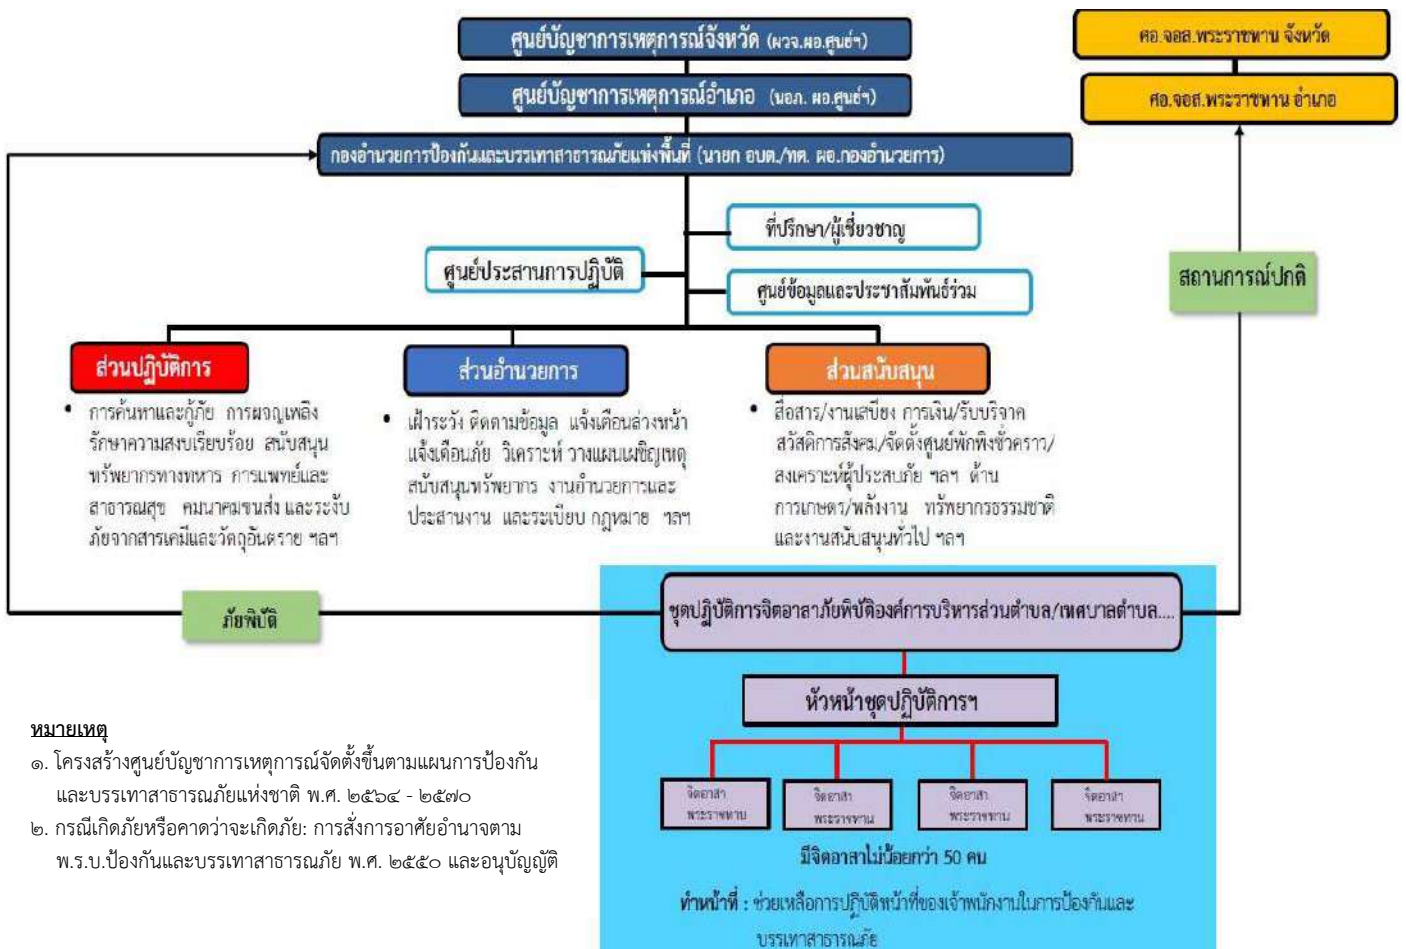 ศูนย์บัญชาการเหตุการณ์จังหวัด (ผวจ.ผอ.ศูนย์ฯ)
ศูนย์บัญชาการเหตุการณ์อำเภอ (นอภ. ผอ.ศูนย์ฯ)
กองอำนวยการป้องกันและบรรเทาสาธารณภัยแห่งพื้นที่ (นายก อบต./ทต. ผอ.กองอำนวยการ)
ศอ.จอส.พระราชทาน จังหวัด
ศอ.จอส.พระราชทาน อำเภอ
ที่ปรึกษา/ผู้เชี่ยวชาญ
ศูนย์ประสานการปฏิบัติ
ศูนย์ข้อมูลและประชาสัมพันธ์ร่วม
สถานการณ์ปกติ
ส่วนปฏิบัติการ
• การค้นหาและกู้ภัย การผจญเพลิง
รักษาความสงบเรียบร้อย สนับสนุน
ทรัพยากรทางทหาร การแพทย์และ
สาธารณสุข คมนาคมขนส่ง และระงับ
ภัยจากสารเคมีและวัตถุอันตราย ฯลฯ
ส่วนอำนวยการ
• เฝ้าระวัง ติดตามข้อมูล แจ้งเตือนล่วงหน้า
แจ้งเตือนภัย วิเคราะห์ วางแผนเผชิญเหตุ
สนับสนุนทรัพยากร งานอำนวยการและ
ประสานงาน และระเบียบ กฎหมาย ฯลฯ
ส่วนสนับสนุน
• สื่อสาร/งานเสบียง การเงิน/รับบริจาค
สวัสดิการสังคม/จัดตั้งศูนย์พักพิงชั่วคราว/
สงเคราะห์ผู้ประสบภัย ฯลฯ ด้าน
การเกษตร/พลังงาน ทรัพยากรธรรมชาติ
และงานสนับสนุนทั่วไป ฯลฯ
ภัยพิบัติ
ชุดปฏิบัติการจิตอาสาภัยพิบัติองค์การบริหารส่วนตำบล/เทศบาลตำบล....
หัวหน้าชุดปฏิบัติการฯ
จิตอาสา
พระราชทาน
จิตอาสา
พระราชทาน
จิตอาสา
พระราชทาน
จิตอาสา
พระราชทาน
มีจิตอาสาไม่น้อยกว่า 50 คน
ทำหน้าที่ : ช่วยเหลือการปฏิบัติหน้าที่ของเจ้าพนักงานในการป้องกันและ
บรรเทาสาธารณภัย
หมายเหตุ
๑. โครงสร้างศูนย์บัญชาการเหตุการณ์จัดตั้งขึ้นตามแผนการป้องกัน
และบรรเทาสาธารณภัยแห่งชาติ พ.ศ. ๒๕๖๔ - ๒๕๗๐
๒. กรณีเกิดภัยหรือคาดว่าจะเกิดภัย: การสั่งการอาศัยอำนาจตาม
พ.ร.บ.ป้องกันและบรรเทาสาธารณภัย พ.ศ. ๒๕๕๐ และอนุบัญญัติ